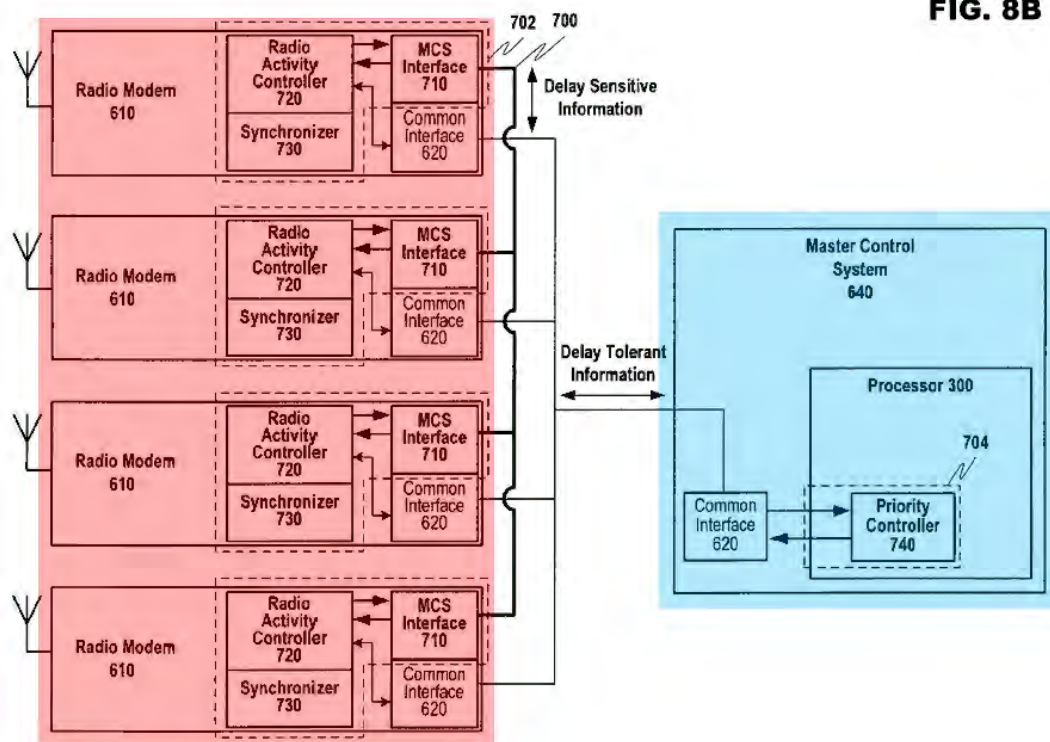 FIG. 8B
702 700
Radio Modem
610
Radio
Activity
Controller
720
Synchronizer
730
MCS
Interface
710
Common
Interface
620
Delay Sensitive
Information
Radio Modem
610
Radio
Activity
Controller
720
Synchronizer
730
MCS
Interface
710
Common
Interface
620
Radio Modem
610
Radio
Activity
Controller
720
Synchronizer
730
MCS
Interface
710
Common
Interface
620
Radio Modem
610
Radio
Activity
Controller
720
Synchronizer
730
MCS
Interface
710
Common
Interface
620
Delay Tolerant
Information
Master Control
System
640
Processor 300
704
Common
Interface
620
Priority
Controller
740